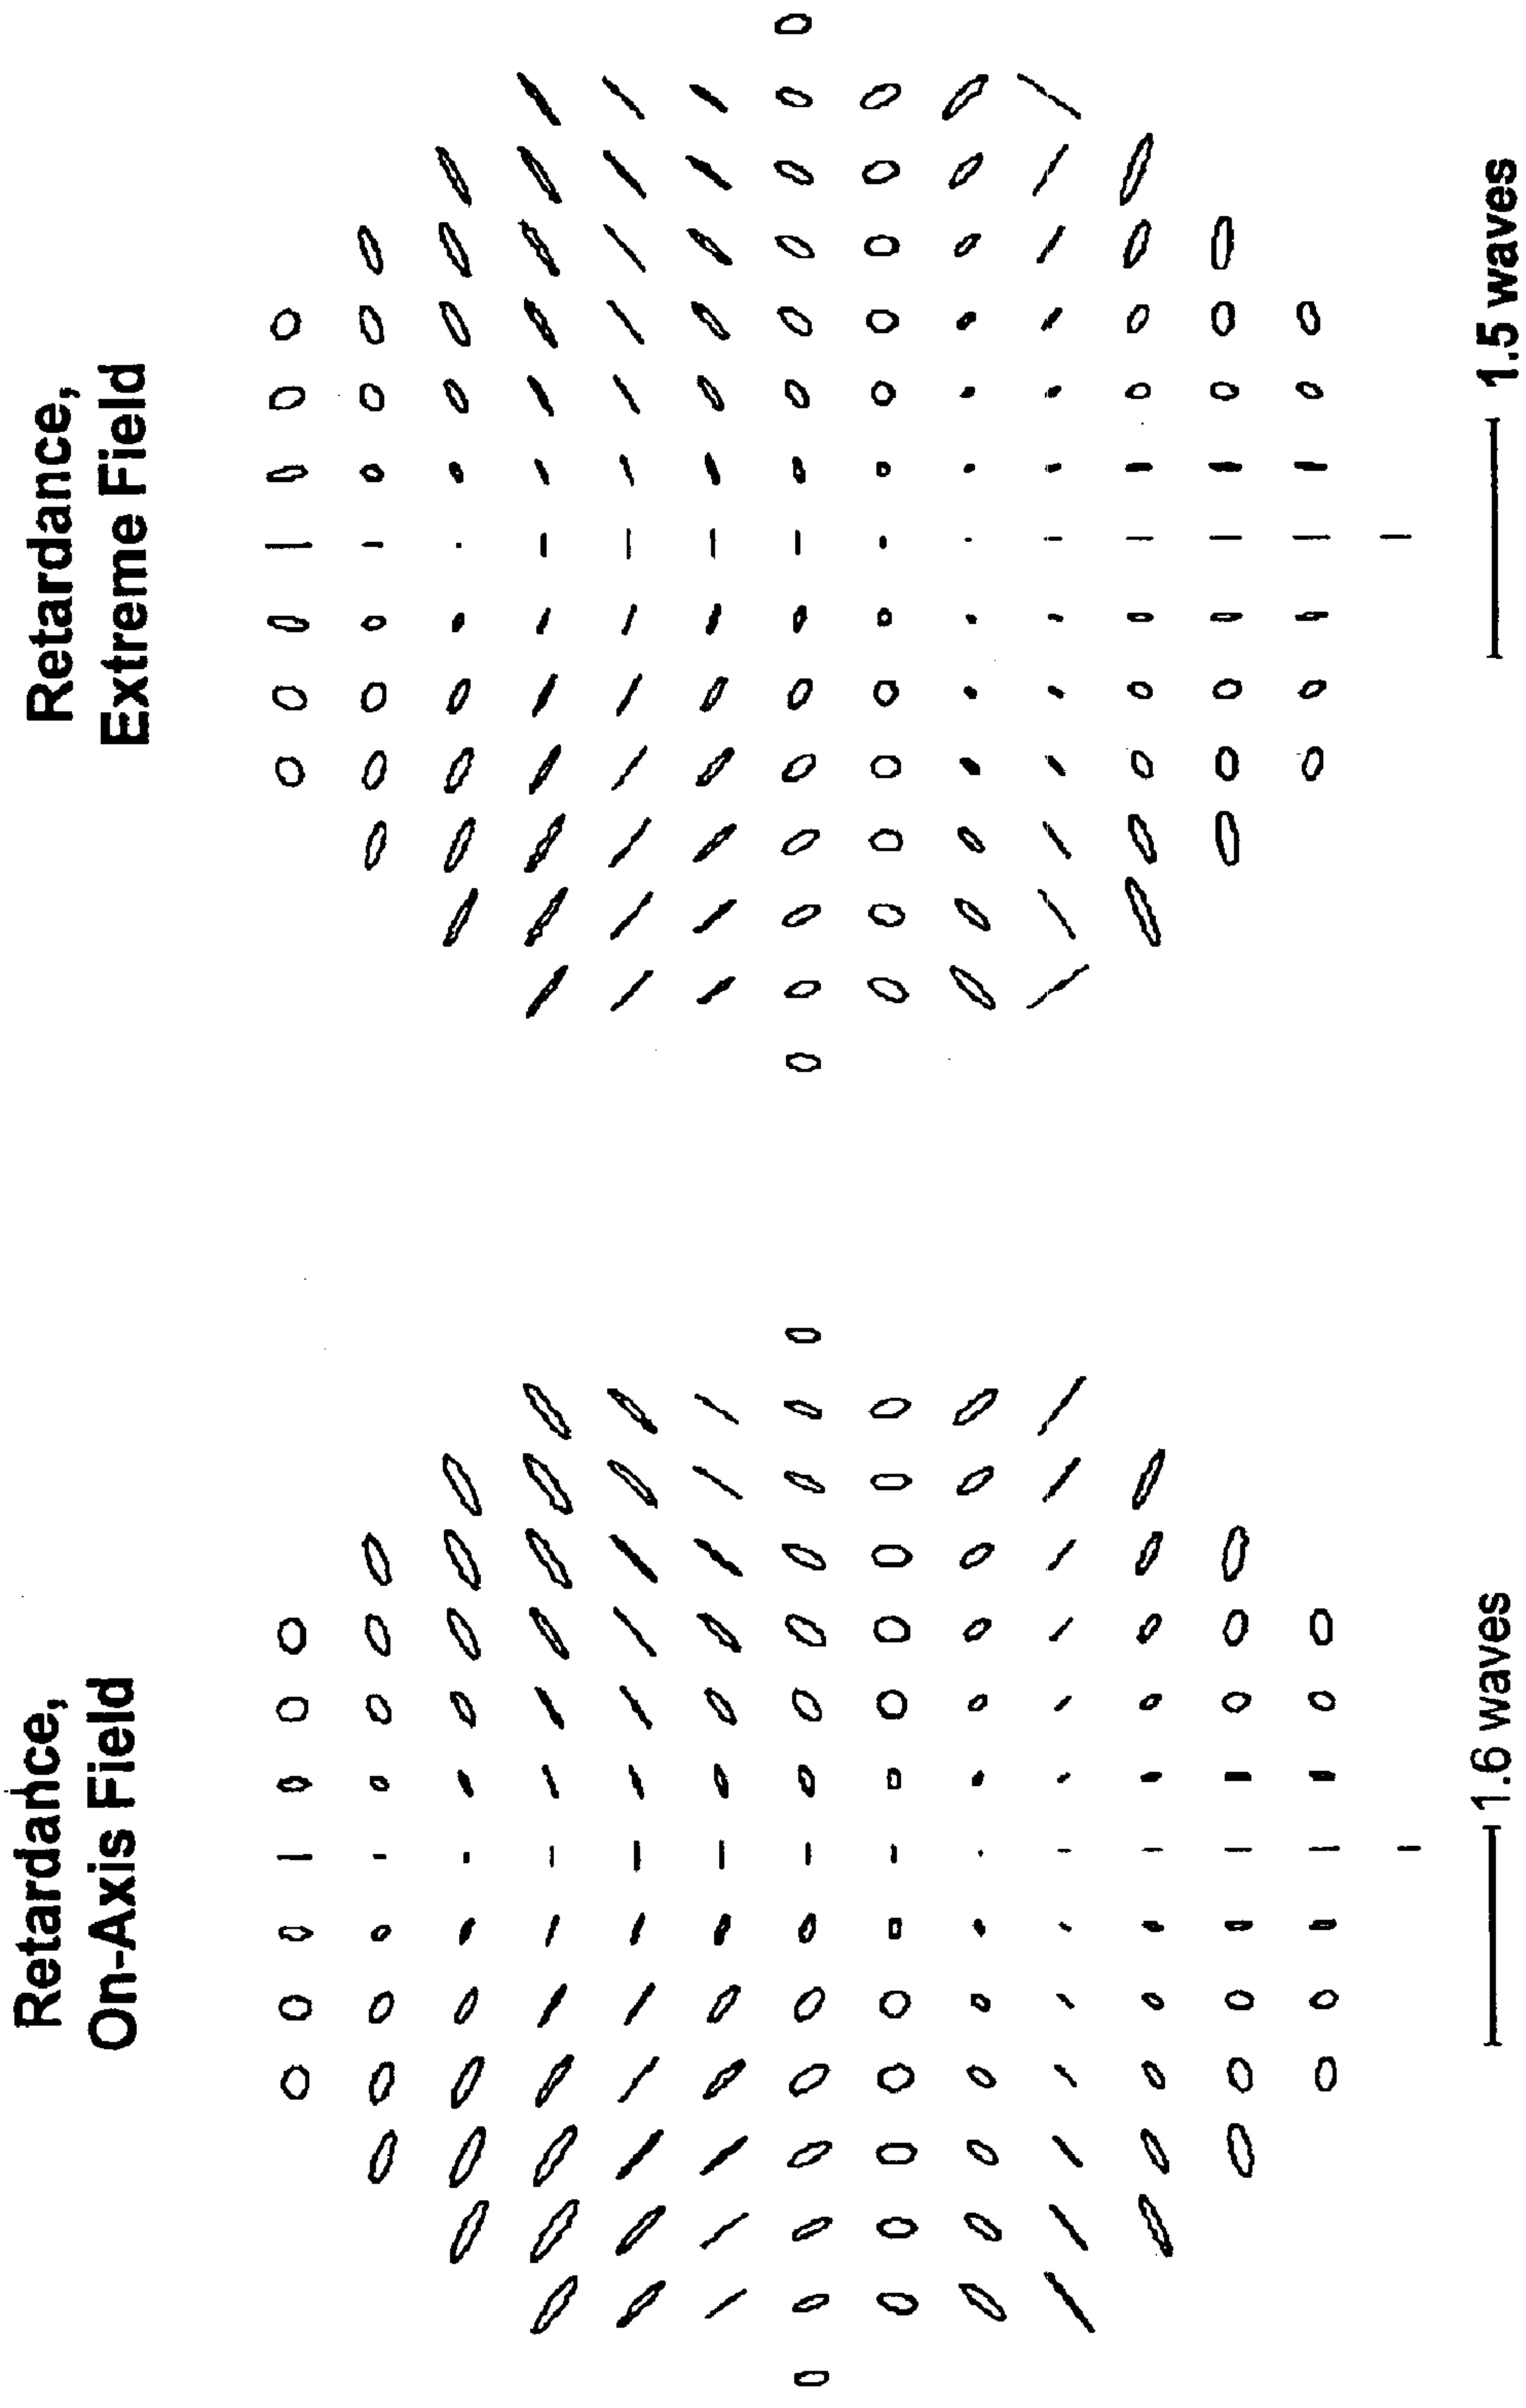 Retardance,
On-Axis Field
1.6 waves
Retardance,
Extreme Field
1.5 waves